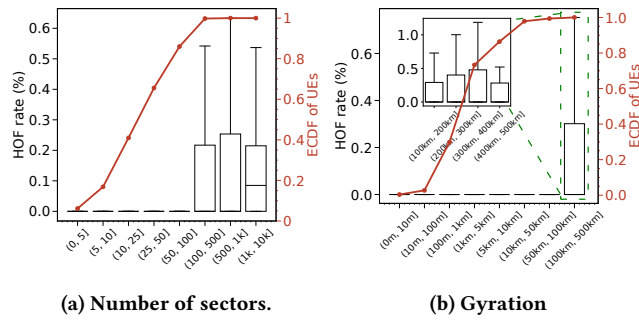 HOF rate (%)
0.6
0.5
0.4
0.3
0.2
0.1
0.0
1
0.8
0.6
0.4
0.2
0
ECDF of UEs
(0, 5]
(5, 10]
(10, 25]
(25, 50]
(50, 100]
(100, 500]
(500, 1k]
(1k, 10k]
(a) Number of sectors.
HOF rate (%)
0.6
0.4
0.2
0.0
1.0
0.5
0.0
(100km, 200km]
(200km, 300km]
(300km, 400km]
(400km, 500km]
1.0
0.8
0.6
0.4
0.2
0.0
ECDF of UEs
(0m, 10m]
(10m, 100m]
(100m, 1km]
(1km, 5km]
(5km, 10km]
(10km, 50km]
(50km, 100km]
(100km, 500km]
(b) Gyration